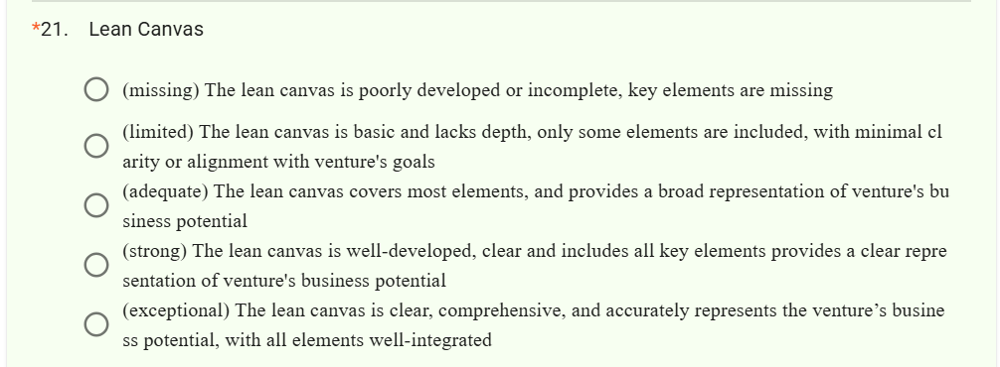 *21. Lean Canvas
(missing) The lean canvas is poorly developed or incomplete, key elements are missing
(limited) The lean canvas is basic and lacks depth, only some elements are included, with minimal cl
arity or alignment with venture's goals
(adequate) The lean canvas covers most elements, and provides a broad representation of venture's bu
siness potential
(strong) The lean canvas is well-developed, clear and includes all key elements provides a clear repre
sentation of venture's business potential
(exceptional) The lean canvas is clear, comprehensive, and accurately represents the venture’s busine
ss potential, with all elements well-integrated